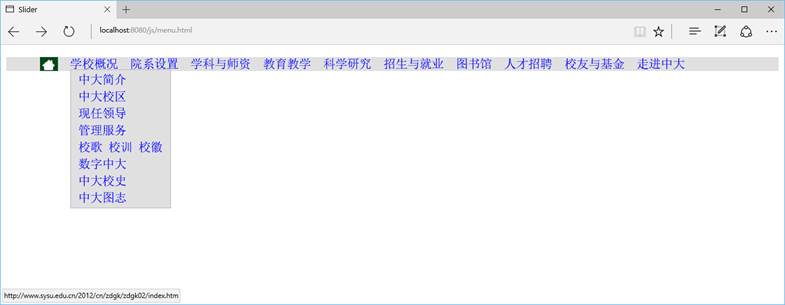 Slider
localhost:8080/js/menu.html
学校概况 院系设置 学科与师资 教育教学 科学研究 招生与就业 图书馆 人才招聘 校友与基金 走进中大
中大简介
中大校区
现任领导
管理服务
校歌 校训 校徽
数字中大
中大校史
中大图志
http://www.sysu.edu.cn/2012/cn/zdgk/zdgk02/index.htm